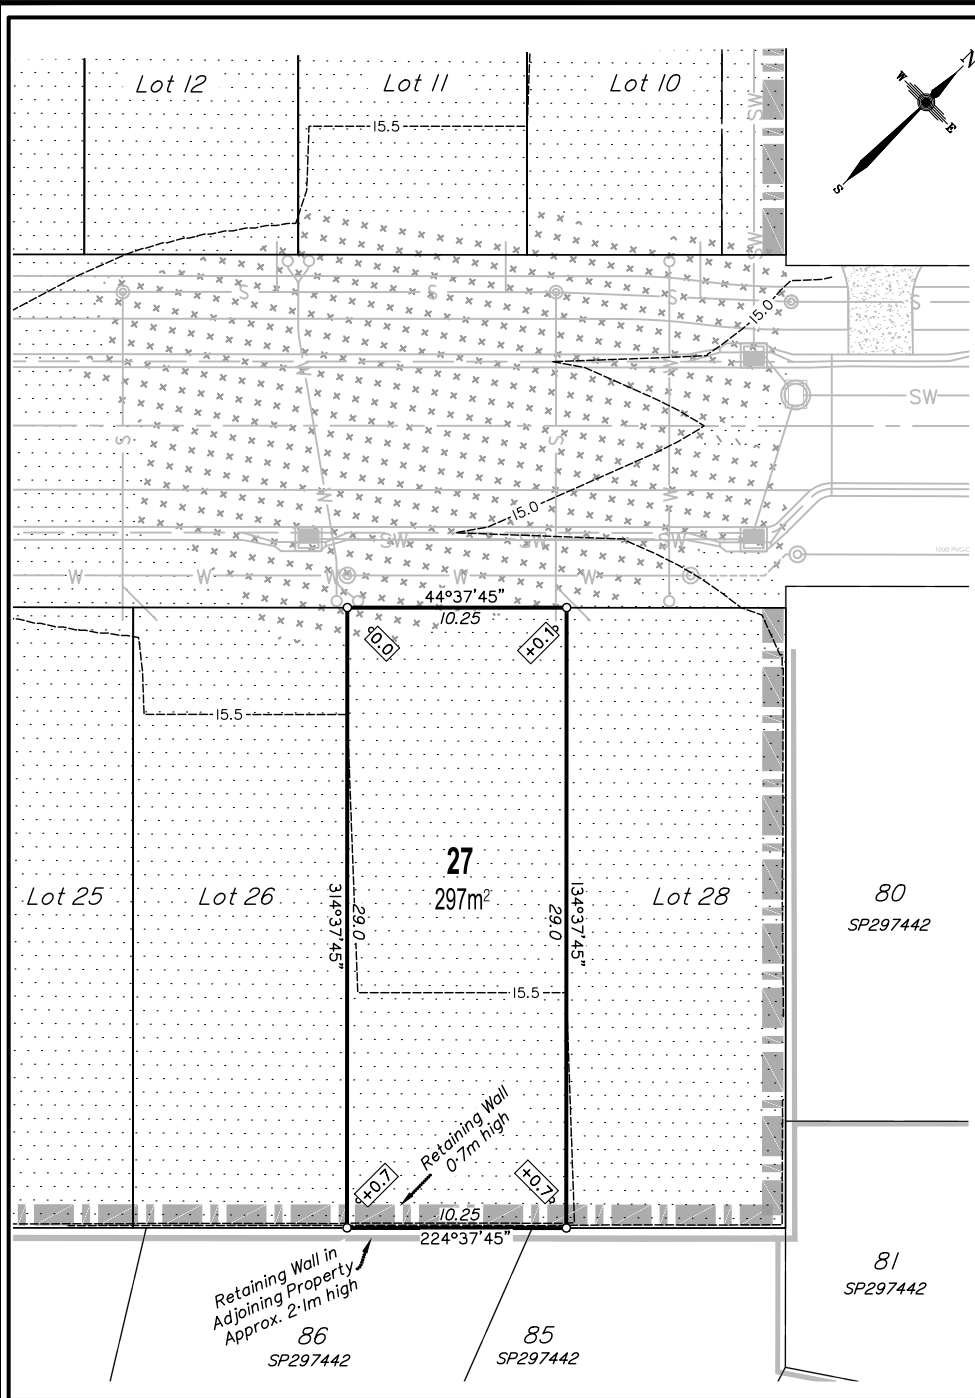 Lot 12
Lot 11
Lot 10
N
W
E
S
15.5
SW
SW
S
S
S
S
15.0
SW
S
S
W
W
W
W
15.0
SW
SW
SW
W
W
W
W
W
44°37'45"
10.25
0.0
+0.1
15.5
27
297m²
Lot 25
Lot 26
Lot 28
314°37'45"
29.0
29.0
134°37'45"
80
SP297442
15.5
Retaining Wall
0·7m high
+0.7
+0.7
10.25
224°37'45"
Retaining Wall in
Adjoining Property
Approx. 2·1m high
81
SP297442
86
SP297442
85
SP297442